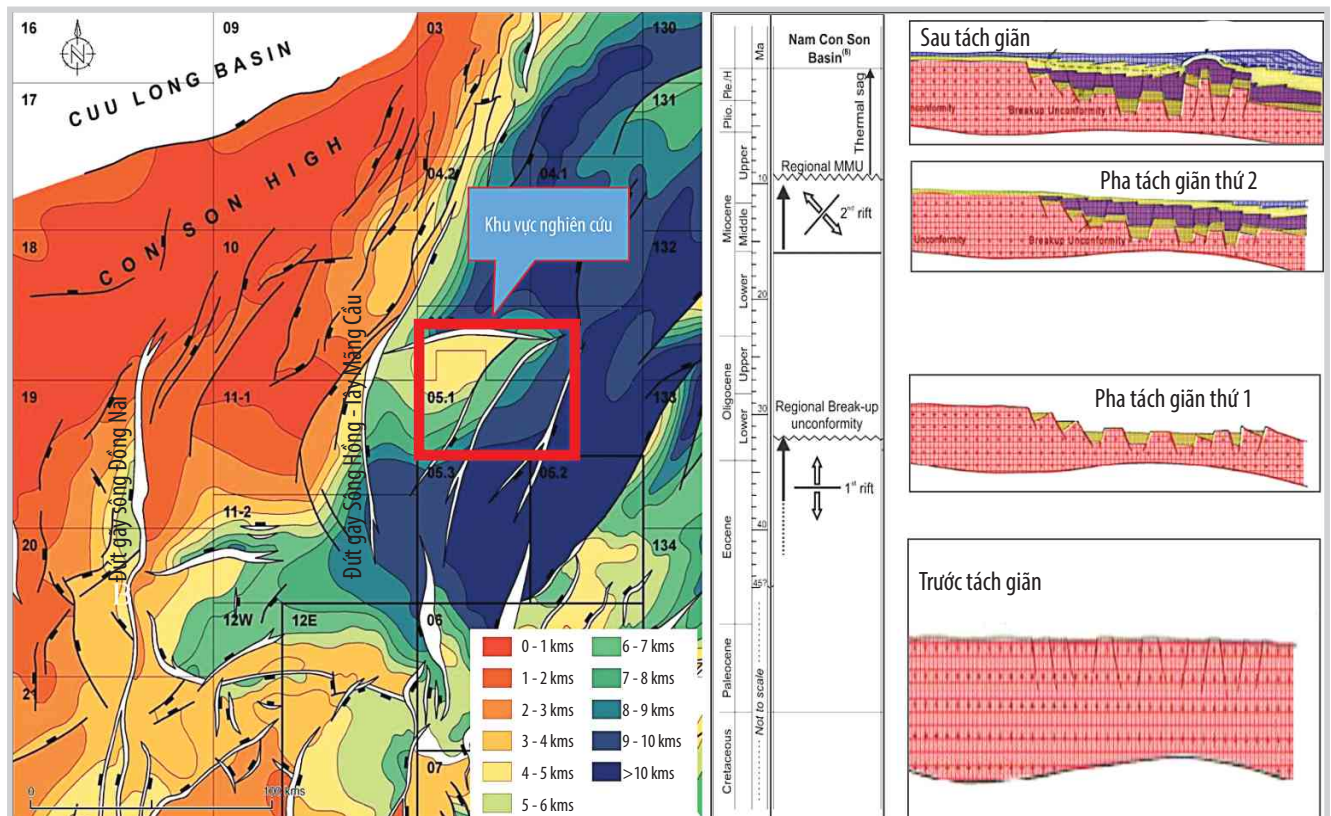 16
09
03
130
N
CUU LONG BASIN
17
131
CON SON HIGH
04.2
04.1
Khu vực nghiên cứu
18
10
132
Đứt gãy Sông Hồng - Tây Mãng Cầu
19
11-1
05.1
133
Đứt gãy sông Đồng Nai
05.3
05.2
11-2
20
134
12W
12E
06
21
07
0
100 kms
0 - 1 kms
1 - 2 kms
2 - 3 kms
3 - 4 kms
4 - 5 kms
5 - 6 kms
6 - 7 kms
7 - 8 kms
8 - 9 kms
9 - 10 kms
>10 kms
Ma
Nam Con Son
Basin(8)
Ple./H
Plio.
Thermal sag
Upper
Regional MMU
10
Miocene
Middle
2nd rift
Lower
20
Upper
Oligocene
Lower
30
Regional Break-up
unconformity
1st rift
Eocene
40
457
Paleocene
Not to scale
Cretaceous
Sau tách giãn
unconformity
Breakup Unconformity
Pha tách giãn thứ 2
Unconformity
Breakup Unconformity
Pha tách giãn thứ 1
Trước tách giãn